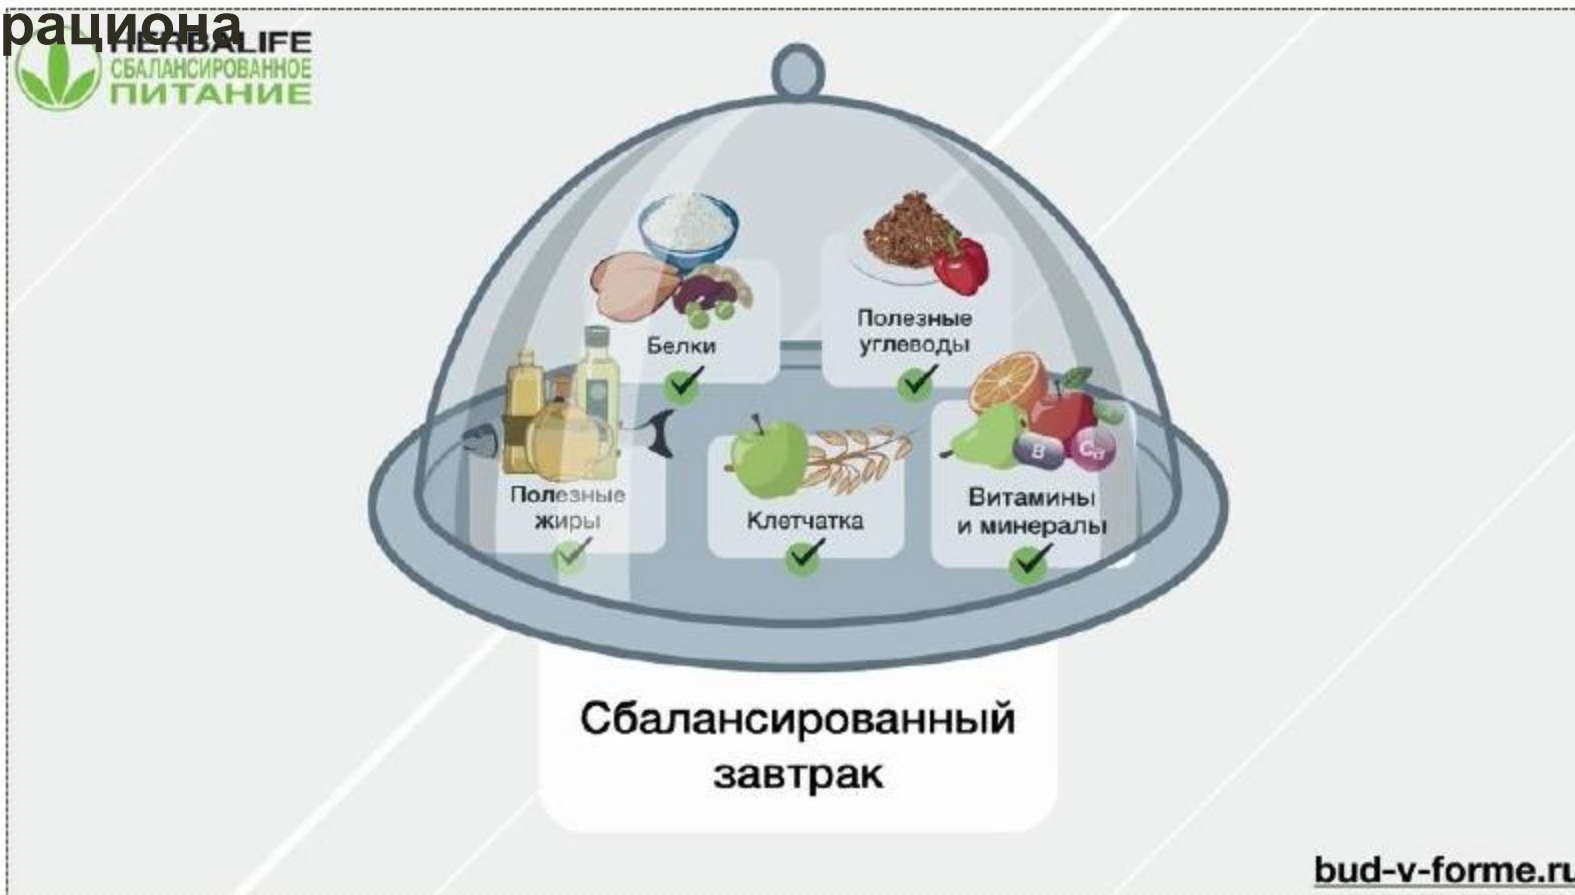 рациона
HERBALIFE
СБАЛАНСИРОВАННОЕ
ПИТАНИЕ
Белки
Полезные
углеводы
Полезные
жиры
Клетчатка
B
Витамины
и минералы
Сбалансированный
завтрак
bud-v-forme.ru